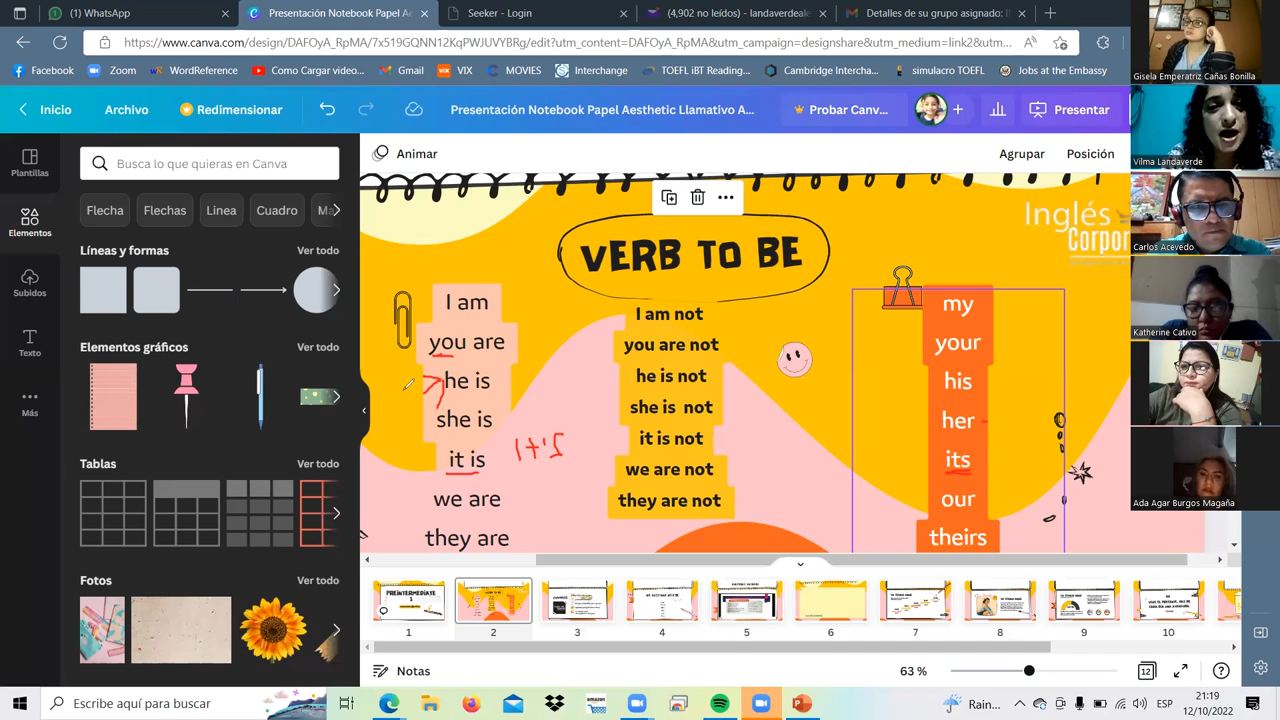 (1) WhatsApp
Presentación Notebook Papel Aes
Seeker - Login
(4,902 no leídos) - landaverdeale
Detalles de su grupo asignado: I
https://www.canva.com/design/DAFOyA_RpMA/7x519GQNN12KqPWJUVYBRg/edit?utm_content=DAFOyA_RpMA&utm_campaign=designshare&utm_medium=link2&utm...
Facebook
Zoom
WordReference
Como Cargar video...
Gmail
VIX
MOVIES
Interchange
TOEFL iBT Reading...
Cambridge Intercha...
simulacro TOEFL
Jobs at the Embassy
Inicio
Archivo
Redimensionar
Presentación Notebook Papel Aesthetic Llamativo A...
Probar Canv...
Presentar
Plantillas
Elementos
Subidos
Texto
Más
Busca lo que quieras en Canva
Flecha
Flechas
Linea
Cuadro
Ma
Líneas y formas
Ver todo
Elementos gráficos
Ver todo
Tablas
Ver todo
Fotos
Ver todo
Animar
Agrupar
Posición
Inglés
Corpor
VERB TO BE
I am
you are
he is
she is
it is
we are
they are
It's
I am not
you are not
he is not
she is not
it is not
we are not
they are not
my
your
his
her
its
our
theirs
PREINTERMEDIATE
1
1
2
3
4
5
6
7
8
9
10
Notas
63 %
12
Gisela Emperatriz Cañas Bonilla
Vilma Landaverde
Carlos Acevedo
Katherine Cativo
Ada Agar Burgos Magaña
Escribe aquí para buscar
Rain...
ESP
21:19
12/10/2022